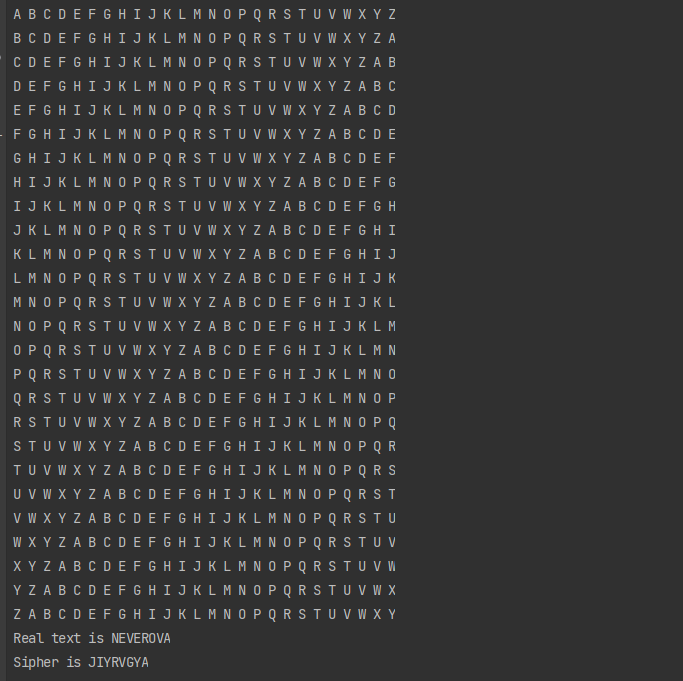 A B C D E F G H I J K L M N O P Q R S T U V W X Y Z
B C D E F G H I J K L M N O P Q R S T U V W X Y Z A
C D E F G H I J K L M N O P Q R S T U V W X Y Z A B
D E F G H I J K L M N O P Q R S T U V W X Y Z A B C
E F G H I J K L M N O P Q R S T U V W X Y Z A B C D
F G H I J K L M N O P Q R S T U V W X Y Z A B C D E
G H I J K L M N O P Q R S T U V W X Y Z A B C D E F
H I J K L M N O P Q R S T U V W X Y Z A B C D E F G
I J K L M N O P Q R S T U V W X Y Z A B C D E F G H
J K L M N O P Q R S T U V W X Y Z A B C D E F G H I
K L M N O P Q R S T U V W X Y Z A B C D E F G H I J
L M N O P Q R S T U V W X Y Z A B C D E F G H I J K
M N O P Q R S T U V W X Y Z A B C D E F G H I J K L
N O P Q R S T U V W X Y Z A B C D E F G H I J K L M
O P Q R S T U V W X Y Z A B C D E F G H I J K L M N
P Q R S T U V W X Y Z A B C D E F G H I J K L M N O
Q R S T U V W X Y Z A B C D E F G H I J K L M N O P
R S T U V W X Y Z A B C D E F G H I J K L M N O P Q
S T U V W X Y Z A B C D E F G H I J K L M N O P Q R
T U V W X Y Z A B C D E F G H I J K L M N O P Q R S
U V W X Y Z A B C D E F G H I J K L M N O P Q R S T
V W X Y Z A B C D E F G H I J K L M N O P Q R S T U
W X Y Z A B C D E F G H I J K L M N O P Q R S T U V
X Y Z A B C D E F G H I J K L M N O P Q R S T U V W
Y Z A B C D E F G H I J K L M N O P Q R S T U V W X
Z A B C D E F G H I J K L M N O P Q R S T U V W X Y
Real text is NEVEROVA
Sipher is JIYRVGYA